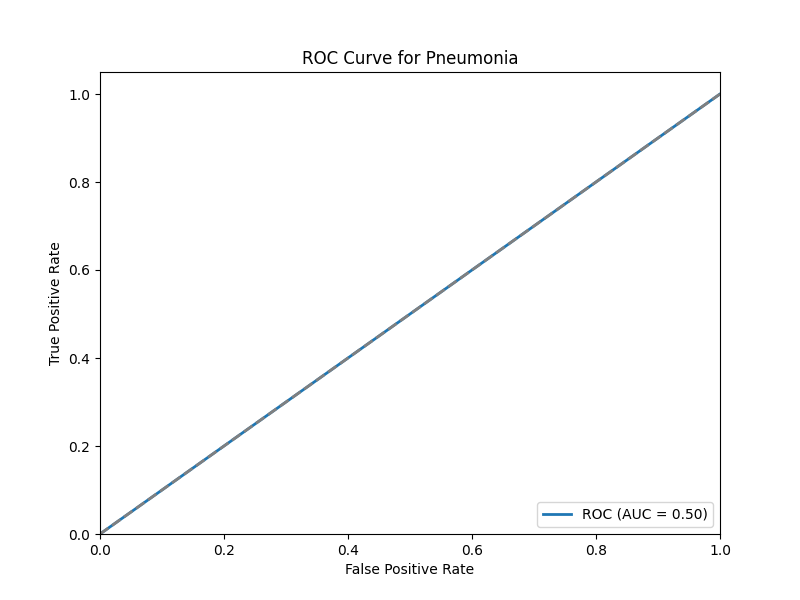 ROC Curve for Pneumonia
True Positive Rate
1.0
0.8
0.6
0.4
0.2
0.0
ROC (AUC = 0.50)
0.0 0.2 0.4 0.6 0.8 1.0
False Positive Rate